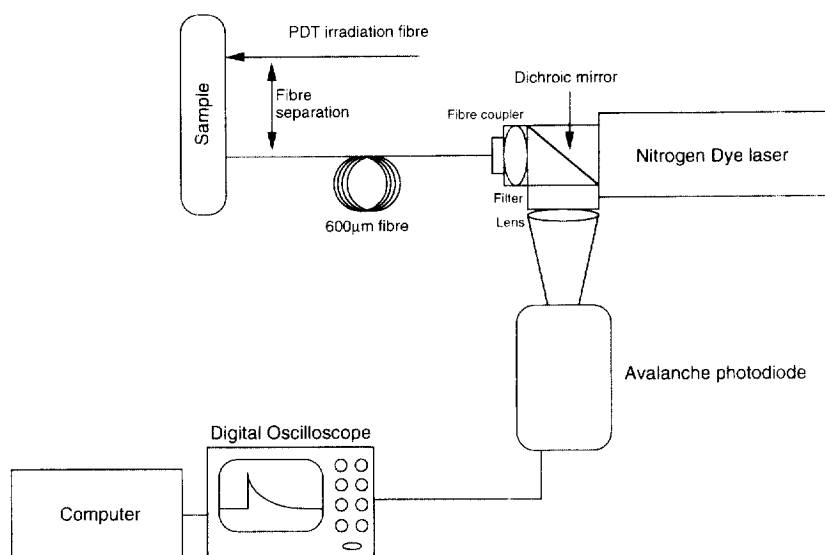 PDT irradiation fibre
Dichroic mirror
Fibre
separation
Fibre coupler
Sample
Nitrogen Dye laser
Filter
Lens
600µm fibre
Avalanche photodiode
Digital Oscilloscope
Computer